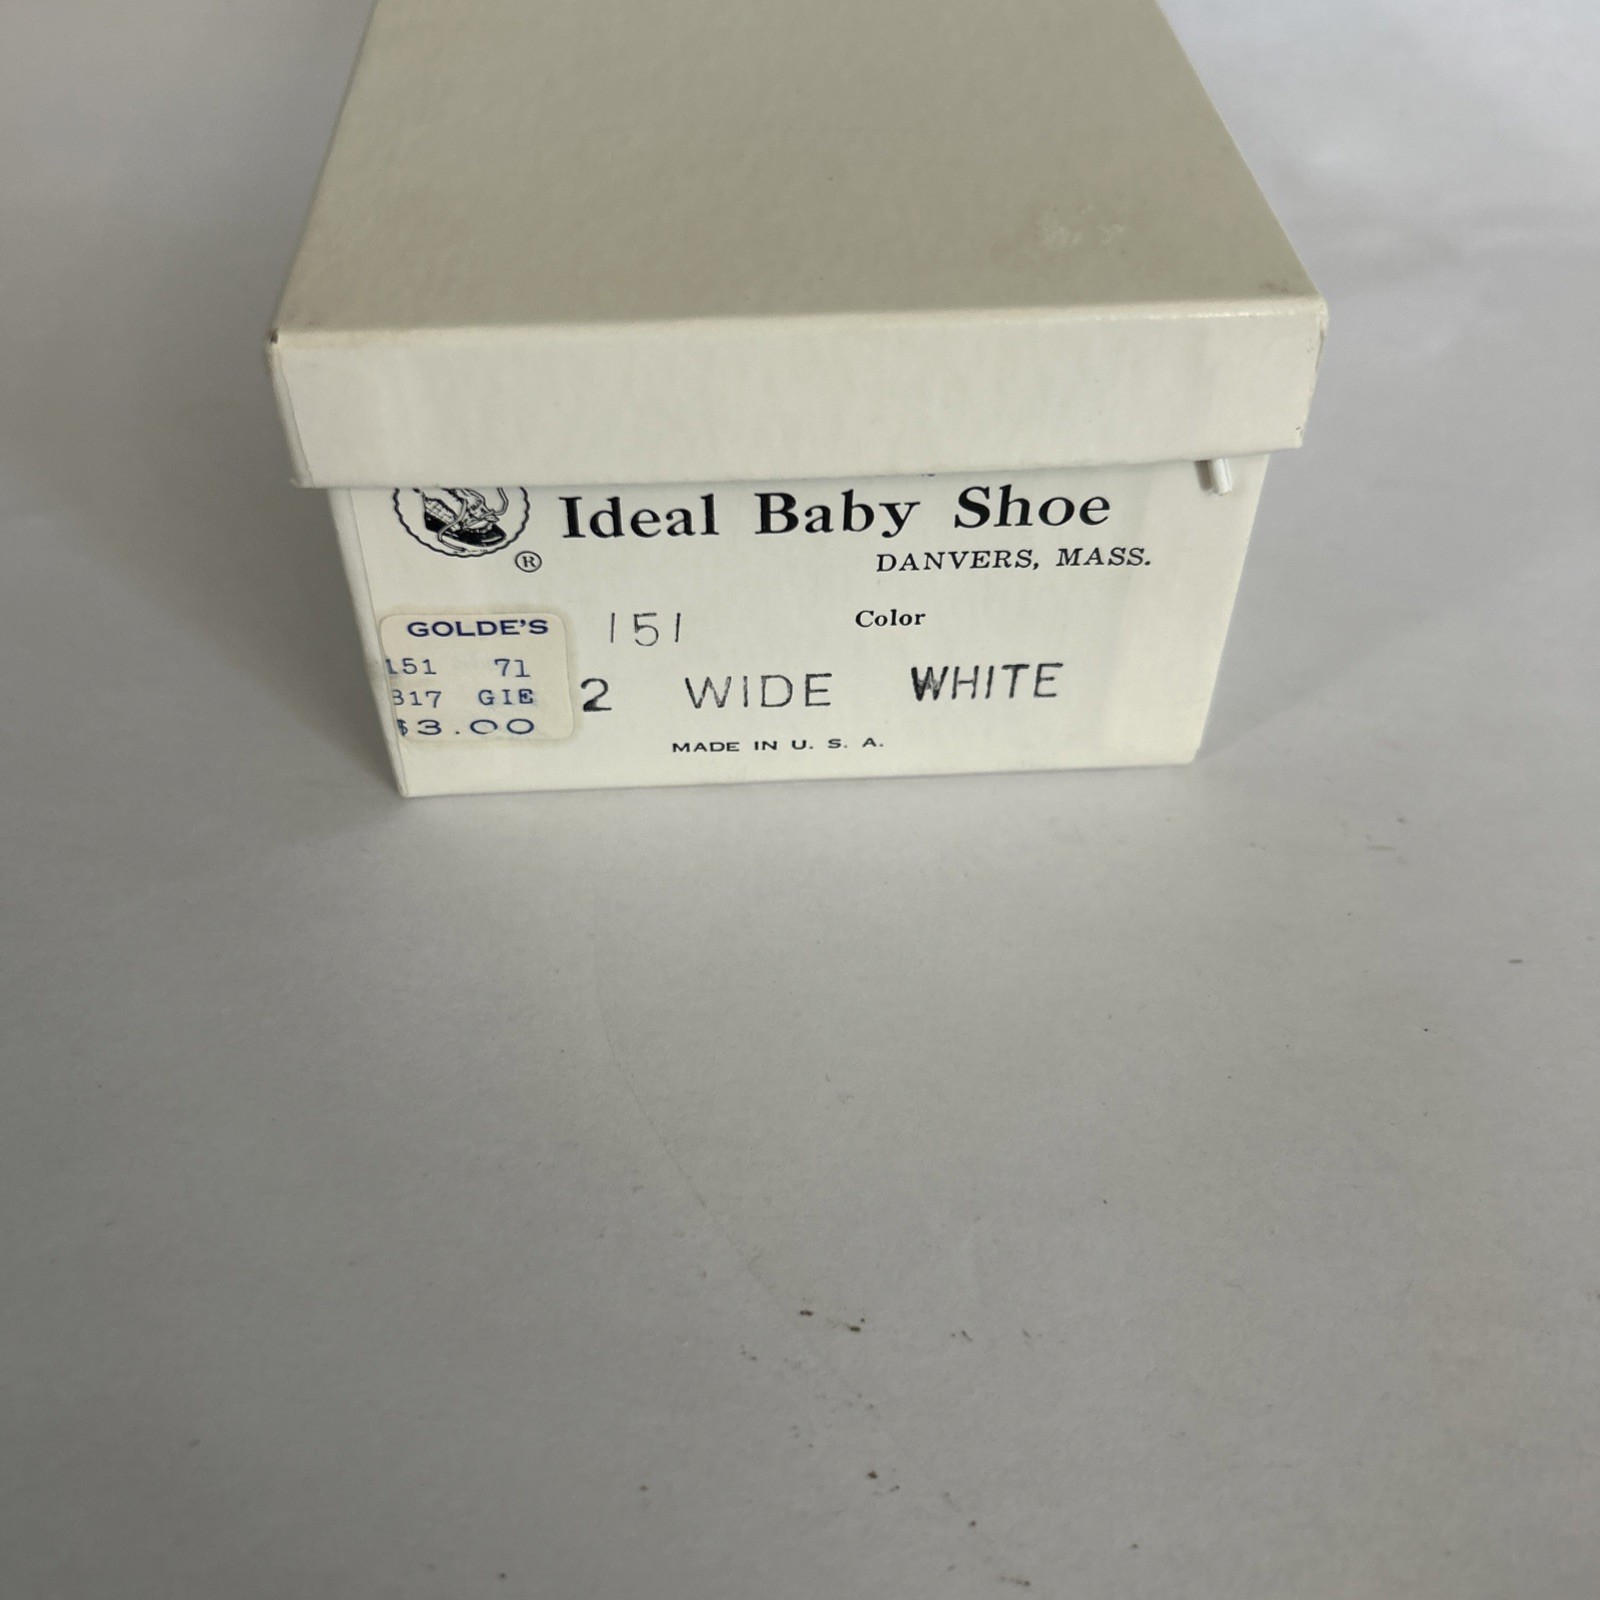 Ideal Baby Shoe
®
DANVERS, MASS.
GOLDE'S
151 71
317 GIE
$3.00
151
Color
2 WIDE WHITE
MADE IN U. S. A.